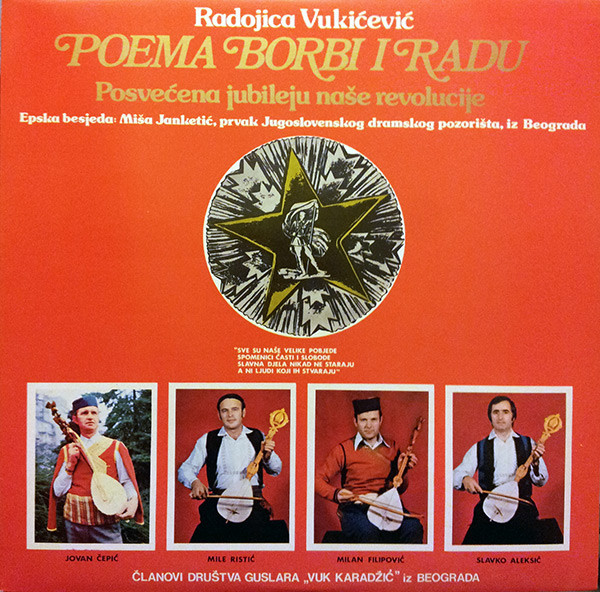 Radojica Vukićević
POEMA BORBI I RADU
Posvećena jubileju naše revolucije
Epska besjeda: Miša Janketić, prvak Jugoslovenskog dramskog pozorišta, iz Beograda
"SVE SU NAŠE VELIKE POBJEDE
SPOMENICI ČASTI I SLOBODE
SLAVNA DJELA NIKAD NE STARAJU
A NI LJUDI KOJI IH STVARAJU"
JOVAN ČEPIĆ
MILE RISTIĆ
MILAN FILIPOVIĆ
SLAVKO ALEKSIĆ
ČLANOVI DRUŠTVA GUSLARA „VUK KARADŽIĆ" iz BEOGRADA